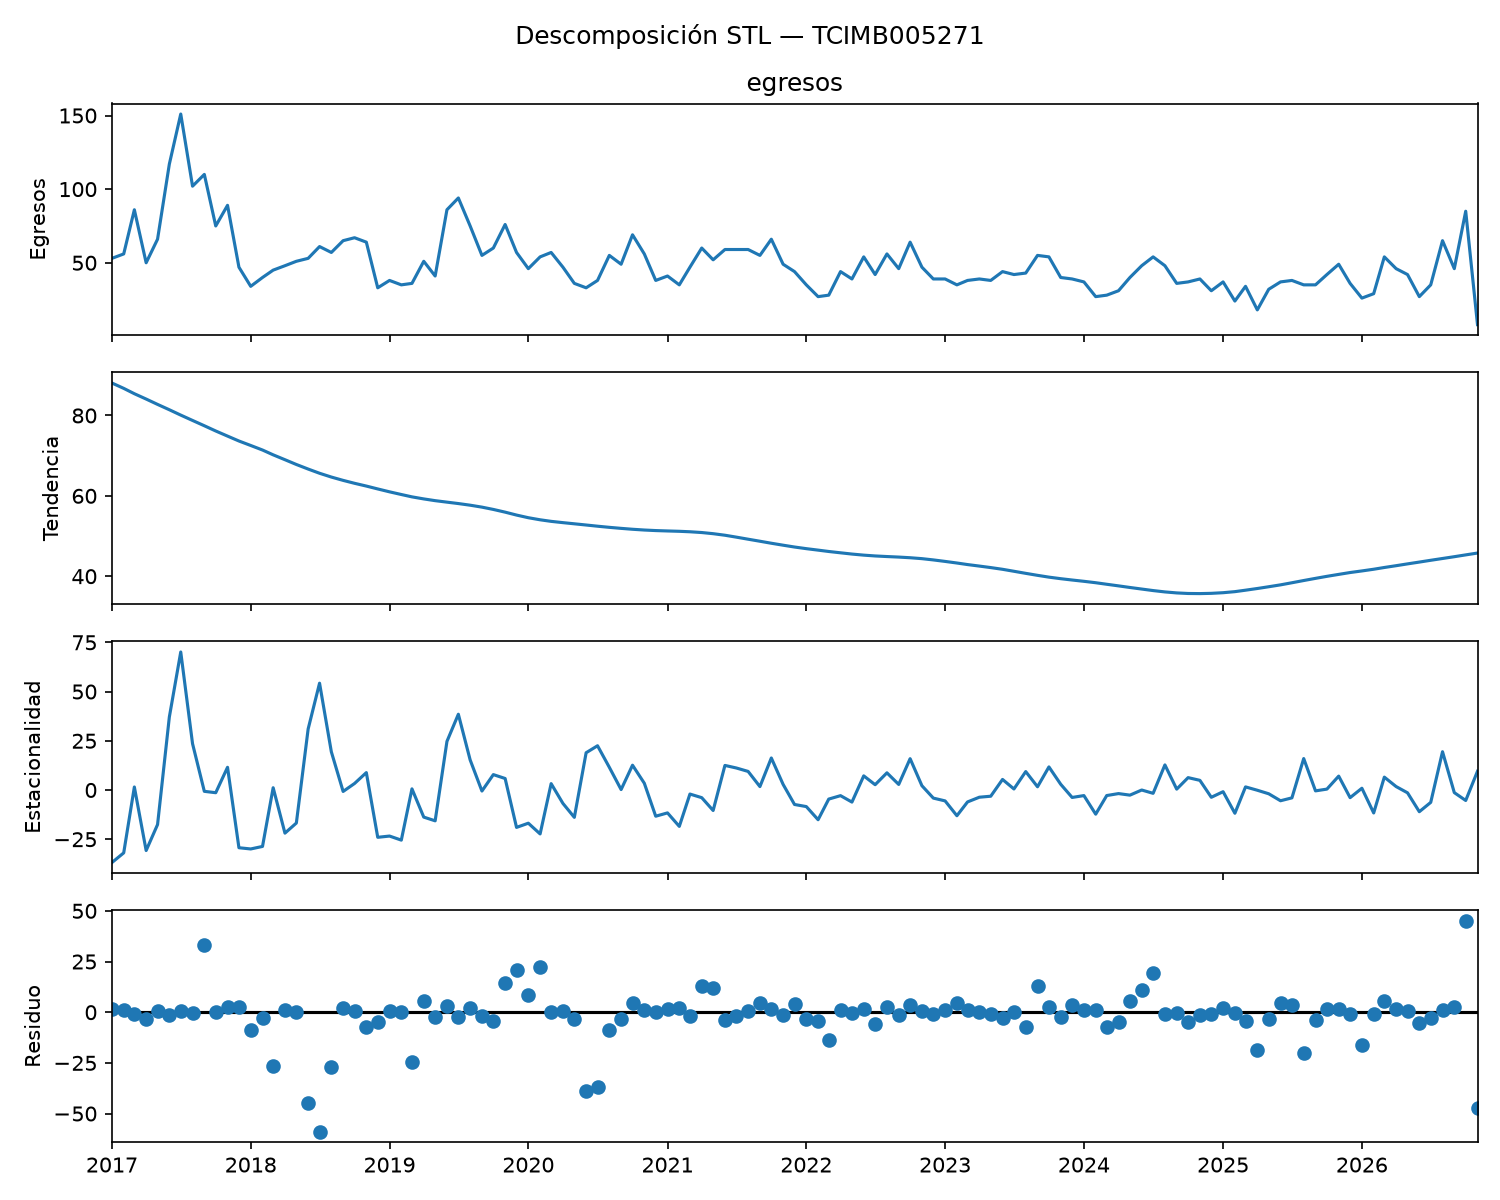 Descomposición STL — TCIMB005271
egresos
150
100
50
Egresos
80
60
40
Tendencia
75
50
25
0
−25
Estacionalidad
50
25
0
−25
−50
Residuo
2017 2018 2019 2020 2021 2022 2023 2024 2025 2026